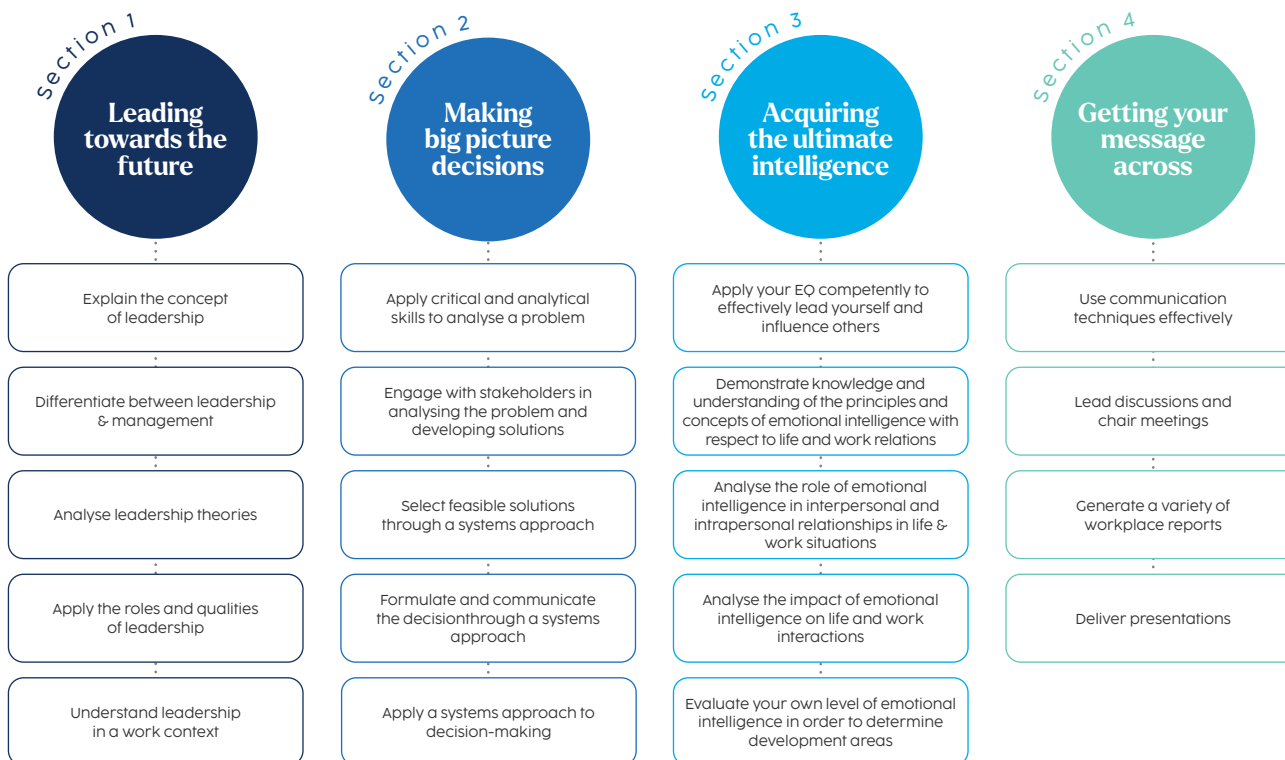 section 1
Leading
towards the
future
Explain the concept
of leadership
Differentiate between leadership
& management
Analyse leadership theories
Apply the roles and qualities
of leadership
Understand leadership
in a work context
section 2
Making
big picture
decisions
Apply critical and analytical
skills to analyse a problem
Engage with stakeholders in
analysing the problem and
developing solutions
Select feasible solutions
through a systems approach
Formulate and communicate
the decisionthrough a systems
approach
Apply a systems approach to
decision-making
section 3
Acquiring
the ultimate
intelligence
Apply your EQ competently to
effectively lead yourself and
influence others
Demonstrate knowledge and
understanding of the principles and
concepts of emotional intelligence with
respect to life and work relations
Analyse the role of emotional
intelligence in interpersonal and
intrapersonal relationships in life &
work situations
Analyse the impact of emotional
intelligence on life and work
interactions
Evaluate your own level of emotional
intelligence in order to determine
development areas
section 4
Getting your
message
across
Use communication
techniques effectively
Lead discussions and
chair meetings
Generate a variety of
workplace reports
Deliver presentations